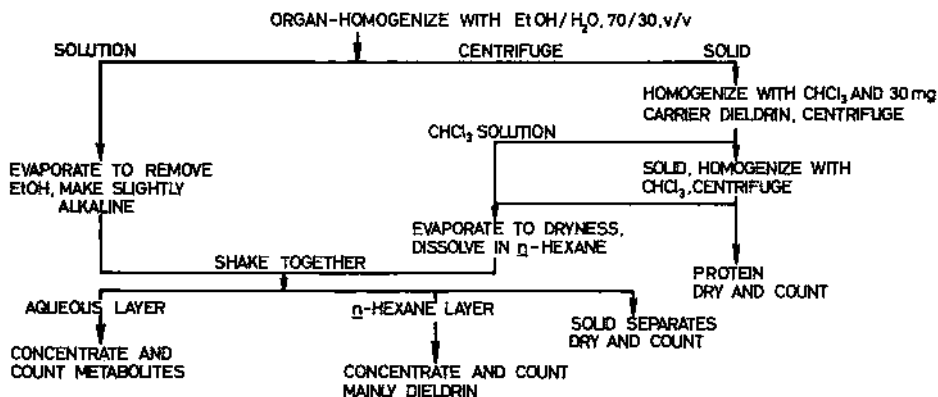 ORGAN-HOMOGENIZE WITH EtOH/H₂O, 70/30, v/v
SOLUTION
CENTRIFUGE
SOLID
HOMOGENIZE WITH CHCl₃ AND 30 mg
CARRIER DIELDRIN, CENTRIFUGE
CHCl₃ SOLUTION
EVAPORATE TO REMOVE
EtOH, MAKE SLIGHTLY
ALKALINE
SOLID, HOMOGENIZE WITH
CHCl₃, CENTRIFUGE
EVAPORATE TO DRYNESS,
DISSOLVE IN n-HEXANE
SHAKE TOGETHER
PROTEIN
DRY AND COUNT
AQUEOUS LAYER
n-HEXANE LAYER
SOLID SEPARATES
DRY AND COUNT
CONCENTRATE AND
COUNT METABOLITES
CONCENTRATE AND COUNT
MAINLY DIELDRIN